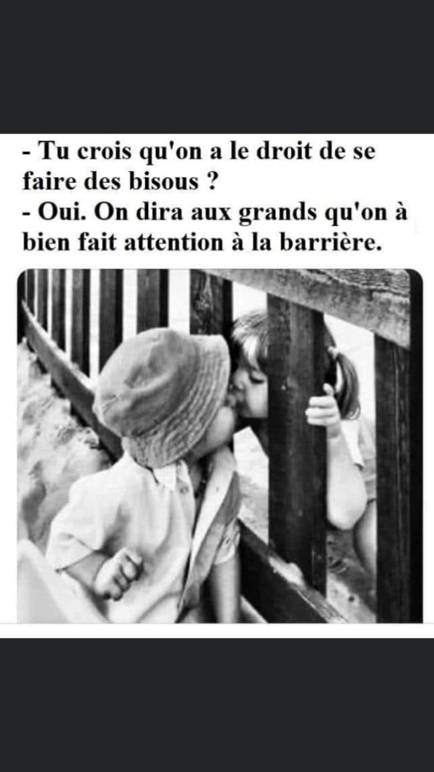 - Tu crois qu'on a le droit de se
faire des bisous ?
- Oui. On dira aux grands qu'on à
bien fait attention à la barrière.